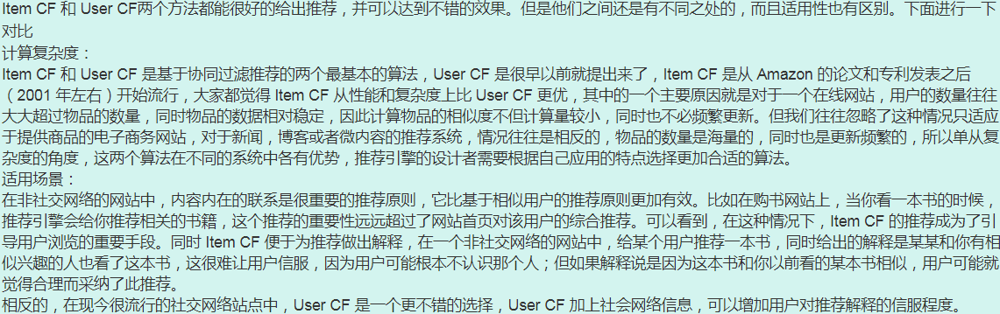 Item CF 和 User CF两个方法都能很好的给出推荐，并可以达到不错的效果。但是他们之间还是有不同之处的，而且适用性也有区别。下面进行一下
对比
计算复杂度：
Item CF 和 User CF 是基于协同过滤推荐的两个最基本的算法，User CF 是很早以前就提出来了，Item CF 是从 Amazon 的论文和专利发表之后
（2001 年左右）开始流行，大家都觉得 Item CF 从性能和复杂度上比 User CF 更优，其中的一个主要原因就是对于一个在线网站，用户的数量往往
大大超过物品的数量，同时物品的数据相对稳定，因此计算物品的相似度不但计算量较小，同时也不必频繁更新。但我们往往忽略了这种情况只适应
于提供商品的电子商务网站，对于新闻，博客或者微内容的推荐系统，情况往往是相反的，物品的数量是海量的，同时也是更新频繁的，所以单从复
杂度的角度，这两个算法在不同的系统中各有优势，推荐引擎的设计者需要根据自己应用的特点选择更加合适的算法。
适用场景：
在非社交网络的网站中，内容内在的联系是很重要的推荐原则，它比基于相似用户的推荐原则更加有效。比如在购书网站上，当你看一本书的时候，
推荐引擎会给你推荐相关的书籍，这个推荐的重要性远远超过了网站首页对该用户的综合推荐。可以看到，在这种情况下，Item CF 的推荐成为了引
导用户浏览的重要手段。同时 Item CF 便于为推荐做出解释，在一个非社交网络的网站中，给某个用户推荐一本书，同时给出的解释是某某和你有相
似兴趣的人也看了这本书，这很难让用户信服，因为用户可能根本不认识那个人；但如果解释说是因为这本书和你以前看的某本书相似，用户可能就
觉得合理而采纳了此推荐。
相反的，在现今很流行的社交网络站点中，User CF 是一个更不错的选择，User CF 加上社会网络信息，可以增加用户对推荐解释的信服程度。